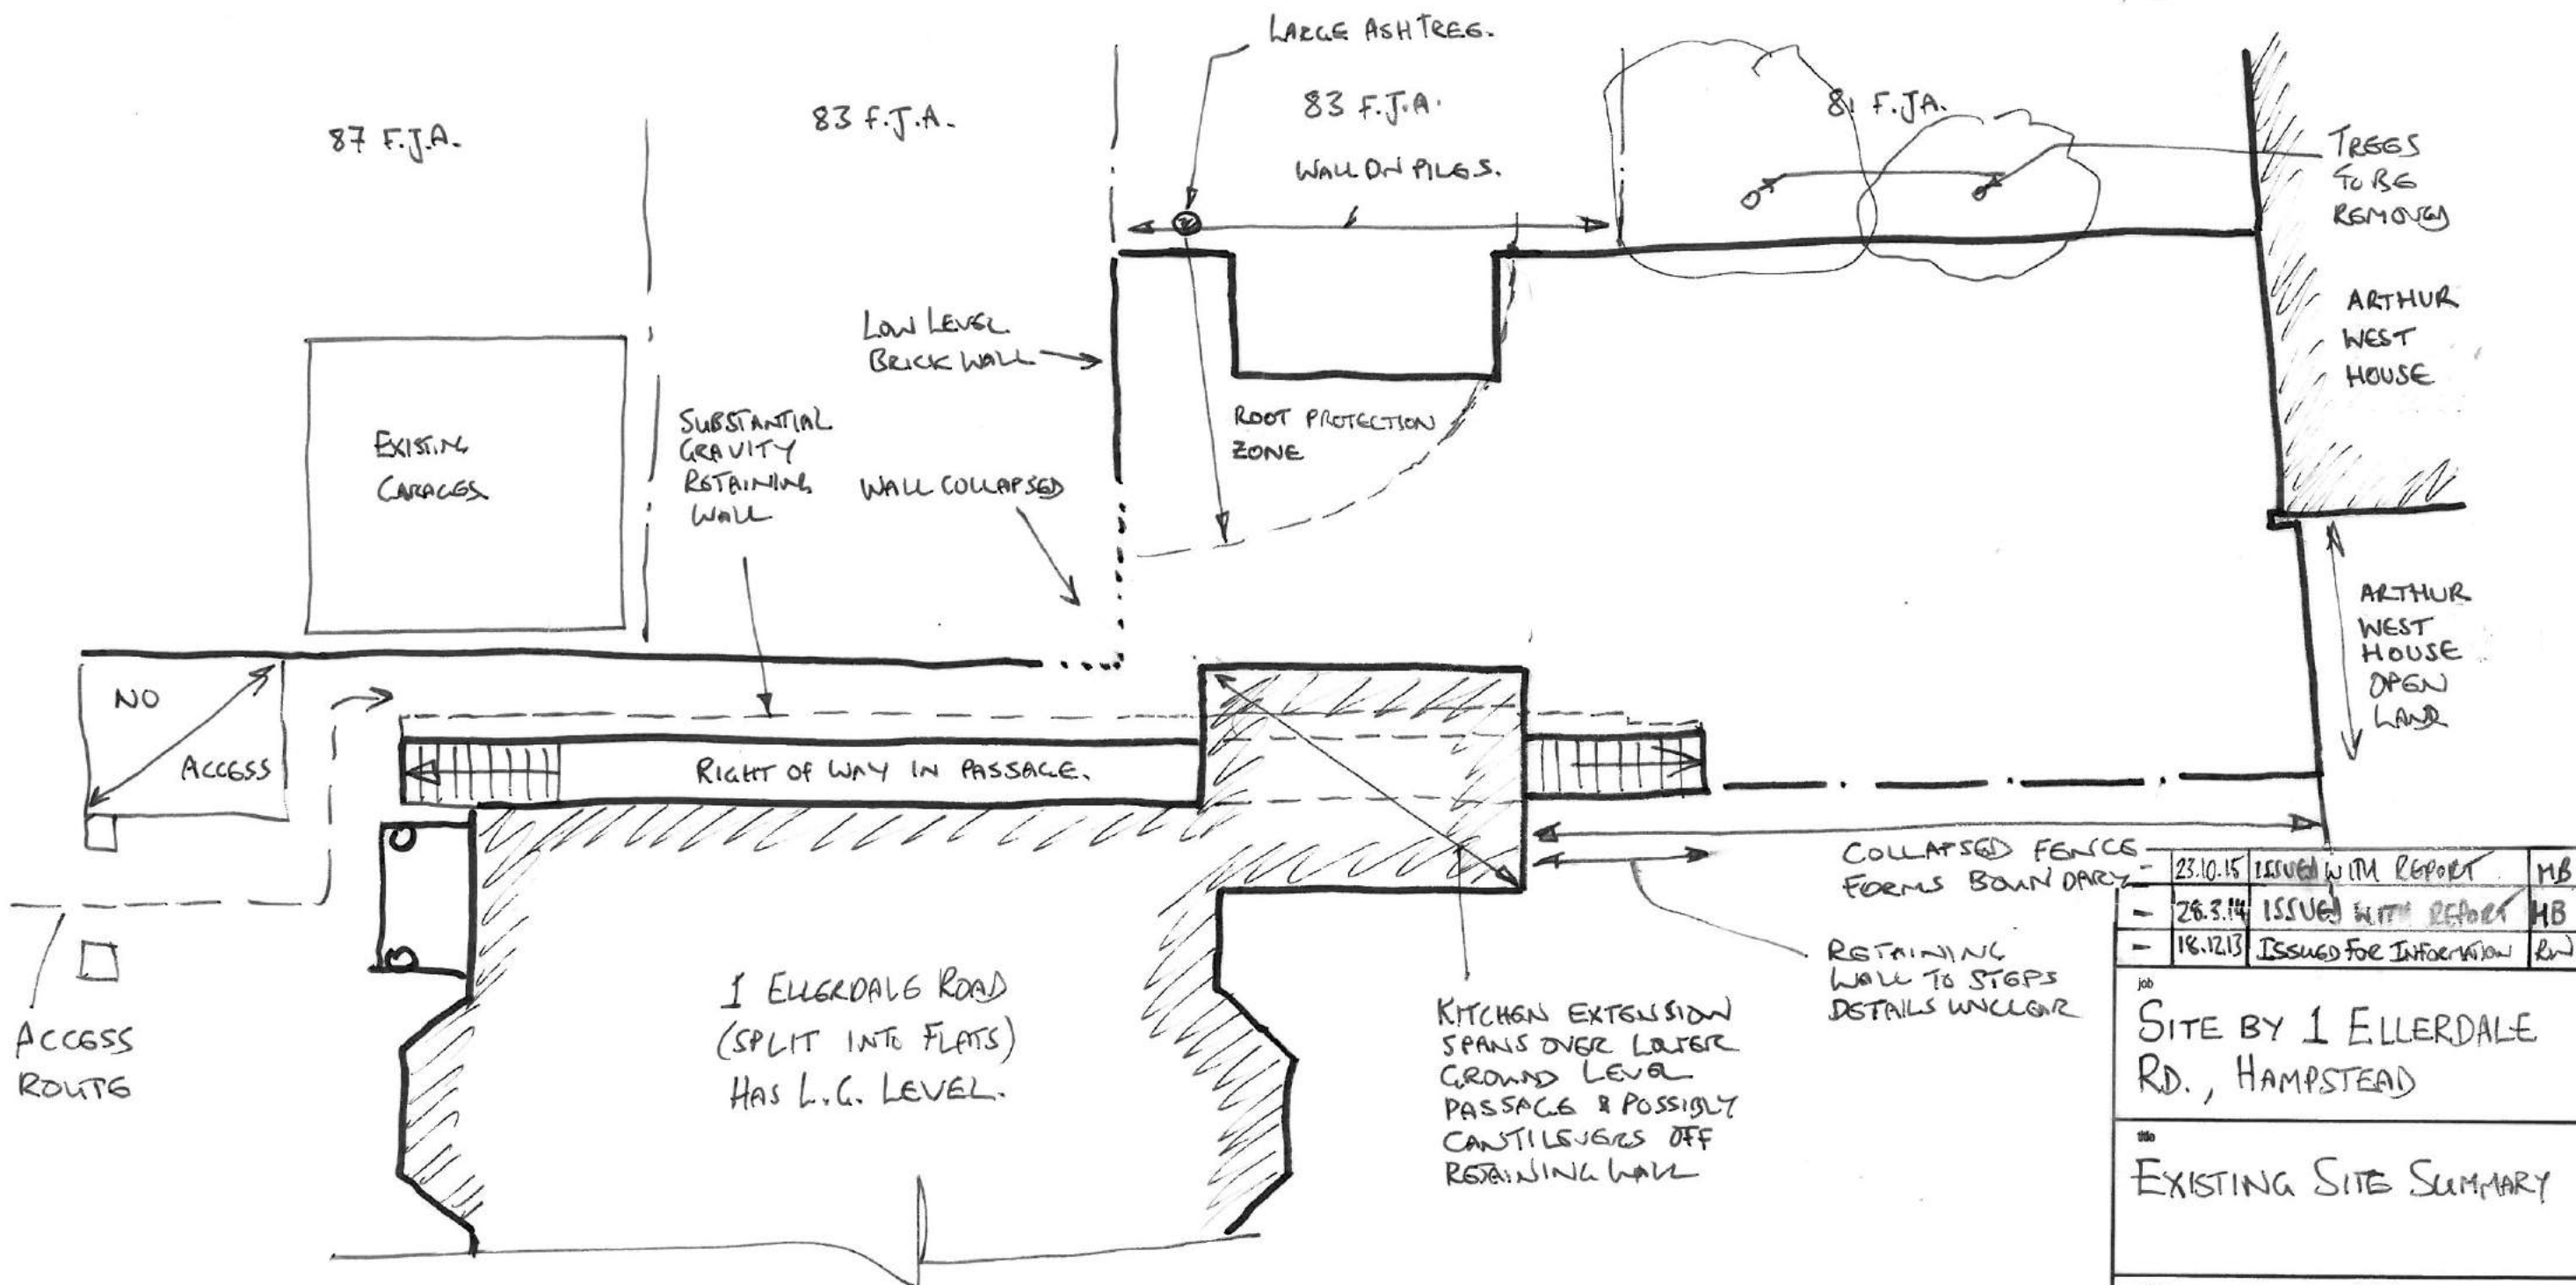 LARGE ASH TREE.
87 F.J.A.
83 F.J.A.
83 F.J.A.
WALL ON PILES.
81 F.J.A.
TREES
TO BE
REMOVED
ARTHUR
WEST
HOUSE
LOW LEVEL
BRICK WALL
EXISTING
GARAGES
SUBSTANTIAL
GRAVITY
RETAINING
WALL
WALL COLLAPSED
ROOT PROTECTION
ZONE
ARTHUR
WEST
HOUSE
OPEN
LAND
NO
ACCESS
RIGHT OF WAY IN PASSAGE.
COLLAPSED FENCE
FORMS BOUNDARY
RETAINING
WALL TO STEPS
DETAILS UNCLEAR
ACCESS
ROUTE
1 ELLERDALE ROAD
(SPLIT INTO FLATS)
HAS L.G. LEVEL.
KITCHEN EXTENSION
SPANS OVER LOWER
GROUND LEVEL
PASSAGE & POSSIBLY
CANTILEVERS OFF
RETAINING WALL
- 23.10.15 ISSUED WITH REPORT MB
- 28.3.14 ISSUED WITH REPORT MB
- 18.12.13 ISSUED FOR INFORMATION RW
job
SITE BY 1 ELLERDALE
RD., HAMPSTEAD
title
EXISTING SITE SUMMARY